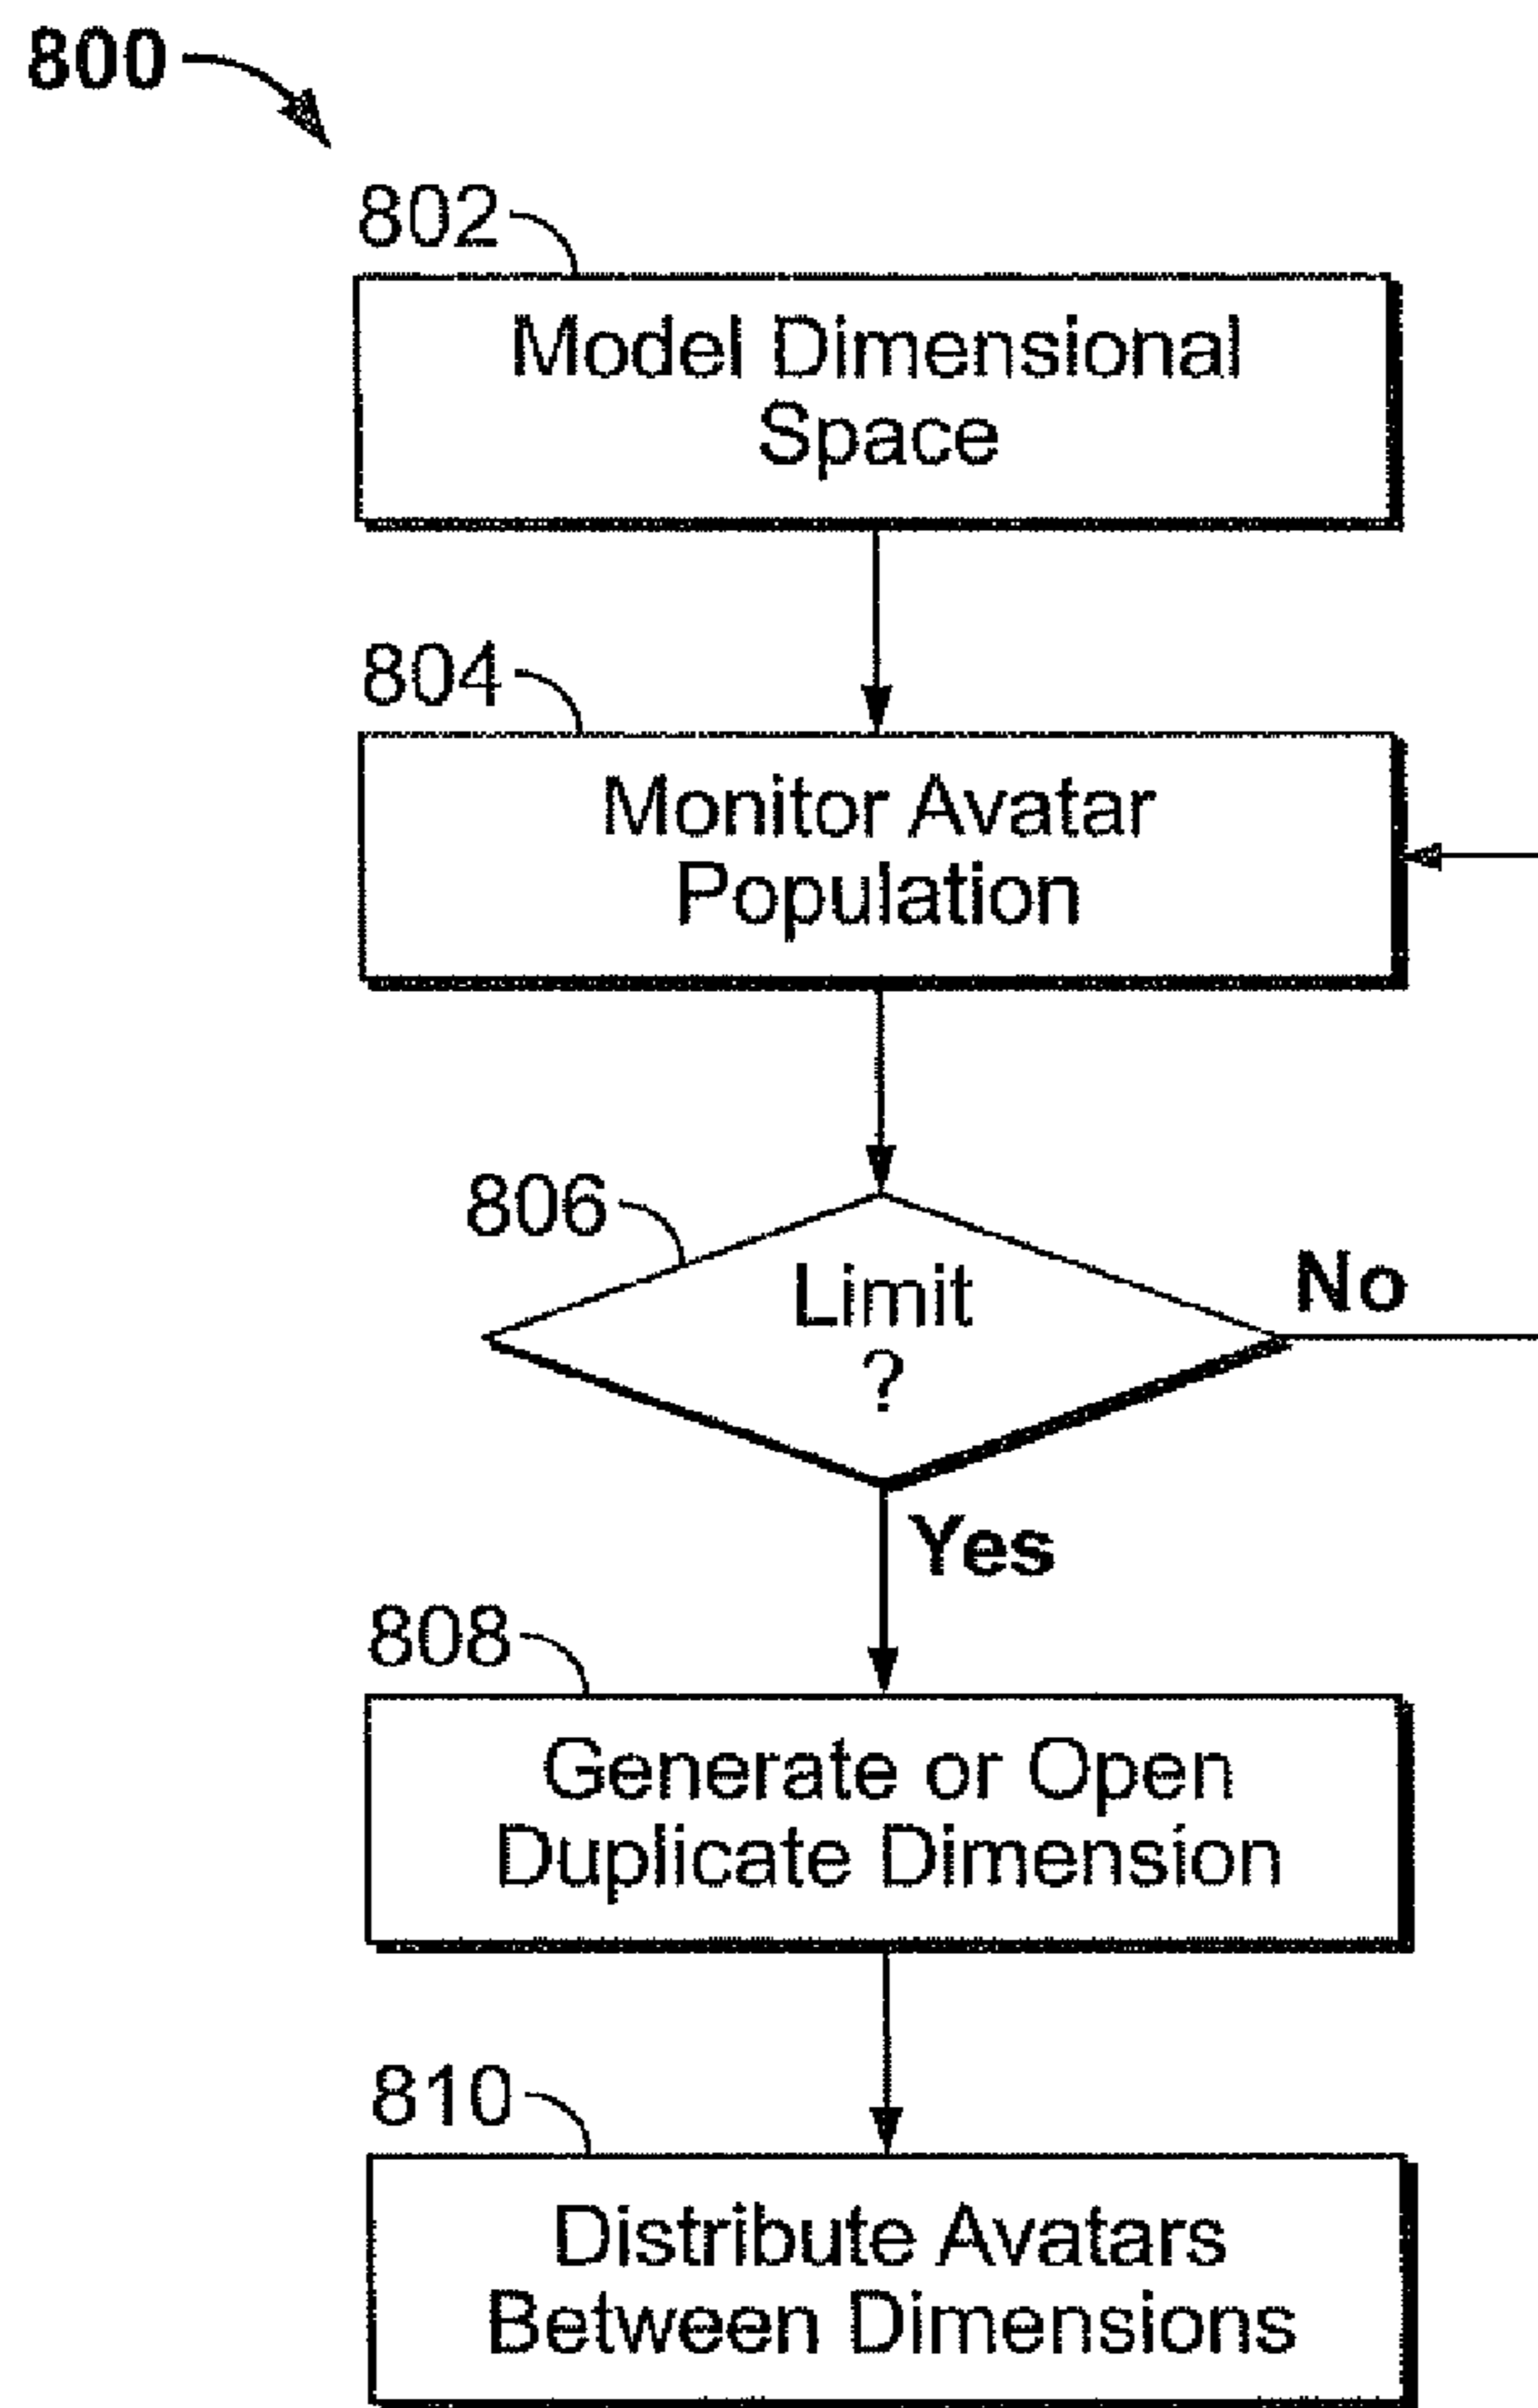 800
802
Model Dimensional
Space
804
Monitor Avatar
Population
806
Limit
?
No
Yes
808
Generate or Open
Duplicate Dimension
810
Distribute Avatars
Between Dimensions